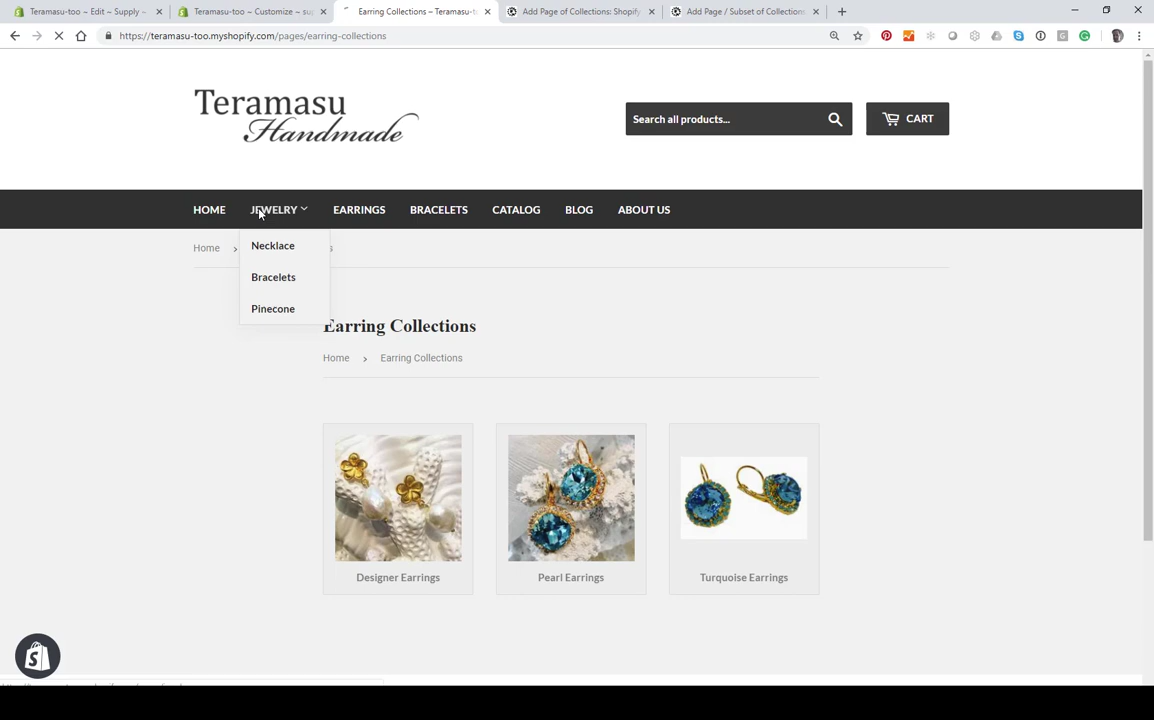 Teramasu-too ~ Edit ~ Supply ~
Teramasu-too ~ Customize ~ su
Earring Collections – Teramasu-t
Add Page of Collections: Shopify
Add Page / Subset of Collections
https://teramasu-too.myshopify.com/pages/earring-collections
Teramasu
Handmade
Search all products...
CART
HOME
JEWELRY
EARRINGS
BRACELETS
CATALOG
BLOG
ABOUT US
Home › s
Necklace
Bracelets
Pinecone
Earring Collections
Home › Earring Collections
Designer Earrings
Pearl Earrings
Turquoise Earrings